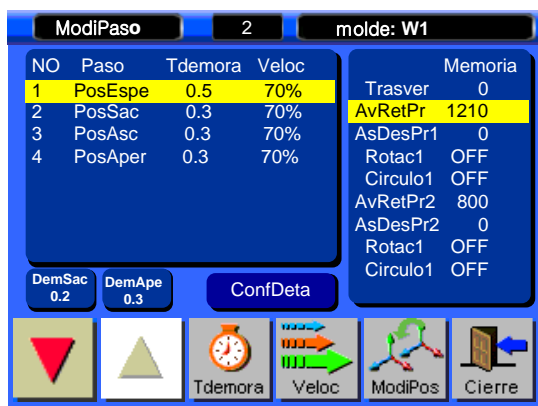 ModiPaso 2 molde: W1
NO Paso Tdemora Veloc
1 PosEspe 0.5 70%
2 PosSac 0.3 70%
3 PosAsc 0.3 70%
4 PosAper 0.3 70%
Memoria
Trasver 0
AvRetPr 1210
AsDesPr1 0
Rotac1 OFF
Circulo1 OFF
AvRetPr2 800
AsDesPr2 0
Rotac1 OFF
Circulo1 OFF
DemSac
0.2
DemApe
0.3
ConfDeta
Tdemora Veloc ModiPos Cierre